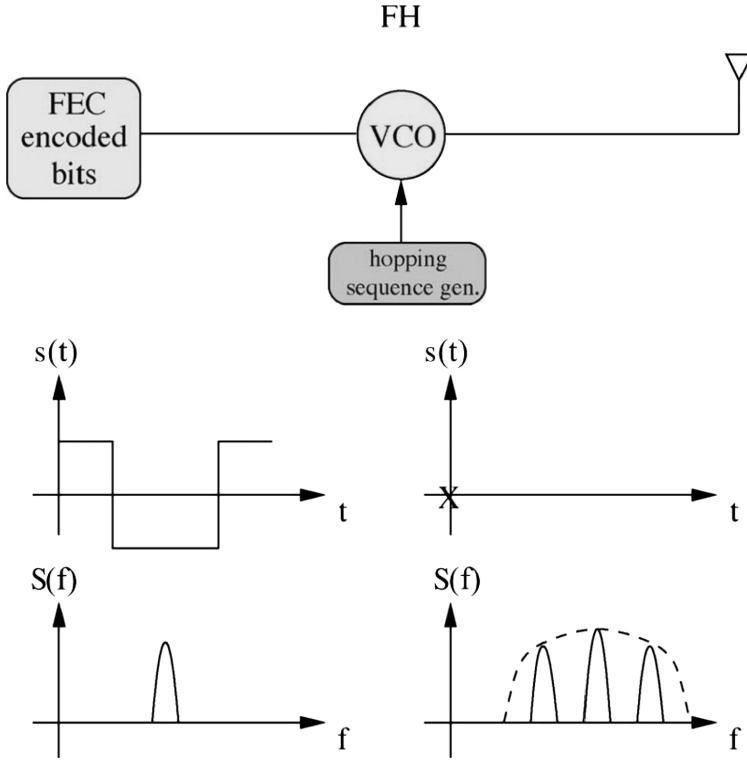 FH
FEC
encoded
bits
VCO
hopping
sequence gen.
s(t)
s(t)
X
t
t
S(f)
S(f)
f
f